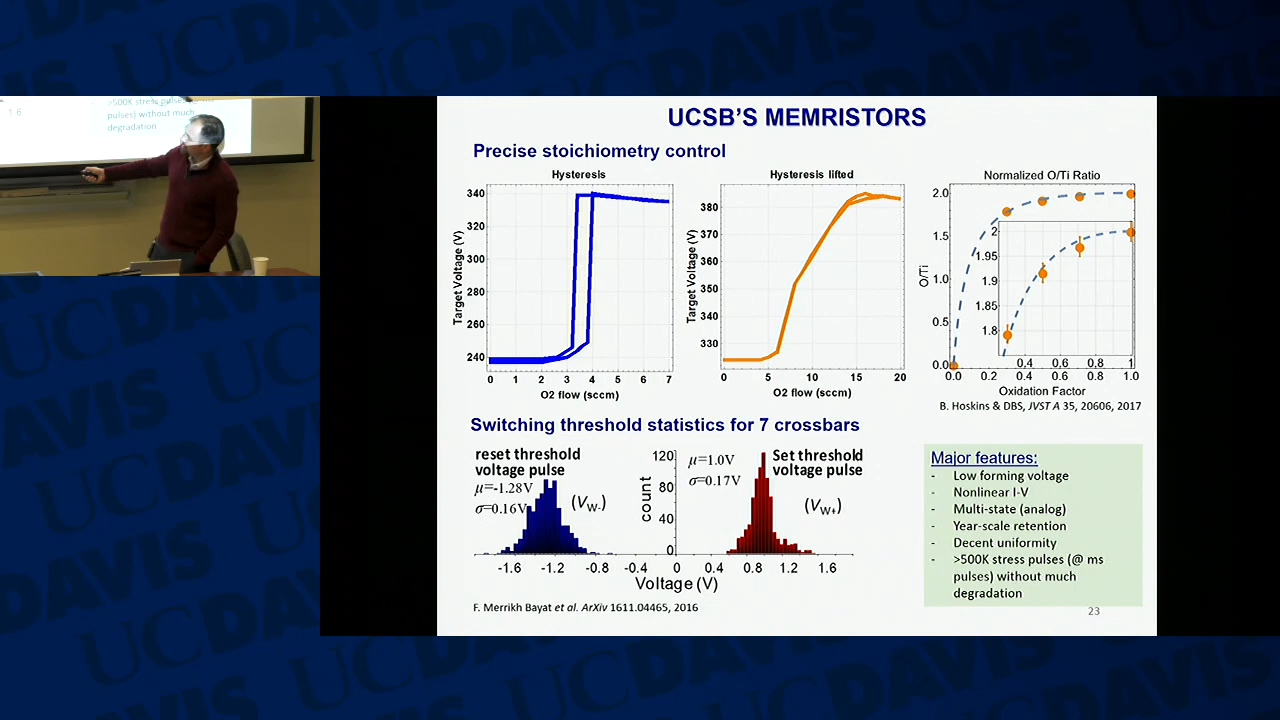 UCDAVIS
>500K stress pulses (@ ms
pulses) without much
degradation
UCSB'S MEMRISTORS
Precise stoichiometry control
Hysteresis
Target Voltage (V)
340
320
300
280
260
240
0 1 2 3 4 5 6 7
O2 flow (sccm)
Hysteresis lifted
Target Voltage (V)
380
370
360
350
340
330
0 5 10 15 20
O2 flow (sccm)
Normalized O/Ti Ratio
O/Ti
2.0
1.5
1.0
0.5
0.0
2
1.95
1.9
1.85
1.8
0.4 0.6 0.8 1
0.0 0.2 0.4 0.6 0.8 1.0
Oxidation Factor
B. Hoskins & DBS, JVST A 35, 20606, 2017
Switching threshold statistics for 7 crossbars
reset threshold
voltage pulse
μ=-1.28V
σ=0.16V
(VW-)
count
120
80
40
0
μ=1.0V
σ=0.17V
Set threshold
voltage pulse
(VW+)
-1.6 -1.2 -0.8 -0.4 0 0.4 0.8 1.2 1.6
Voltage (V)
F. Merrikh Bayat et al. ArXiv 1611.04465, 2016
Major features:
- Low forming voltage
- Nonlinear I-V
- Multi-state (analog)
- Year-scale retention
- Decent uniformity
- >500K stress pulses (@ ms
pulses) without much
degradation
23